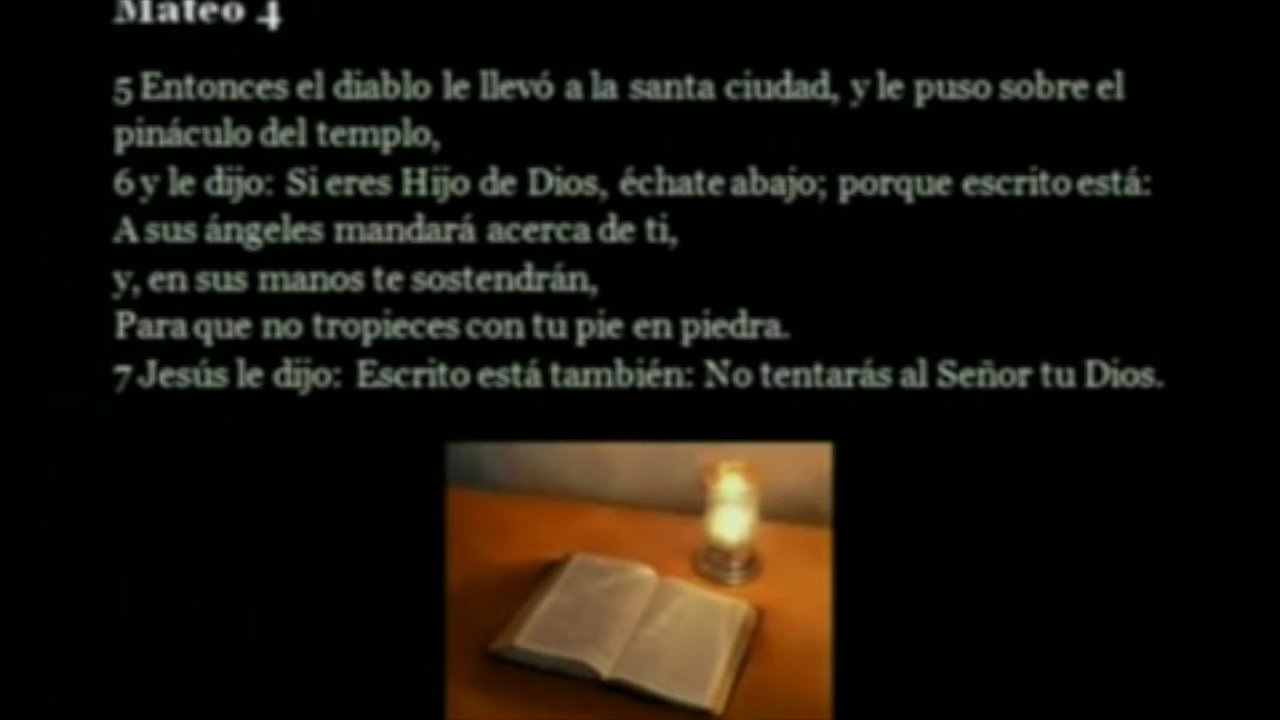 Mateo 4
5 Entonces el diablo le llevó a la santa ciudad, y le puso sobre el
pináculo del templo,
6 y le dijo: Si eres Hijo de Dios, échate abajo; porque escrito está:
A sus ángeles mandará acerca de ti,
y, en sus manos te sostendrán,
Para que no tropieces con tu pie en piedra.
7 Jesús le dijo: Escrito está también: No tentarás al Señor tu Dios.